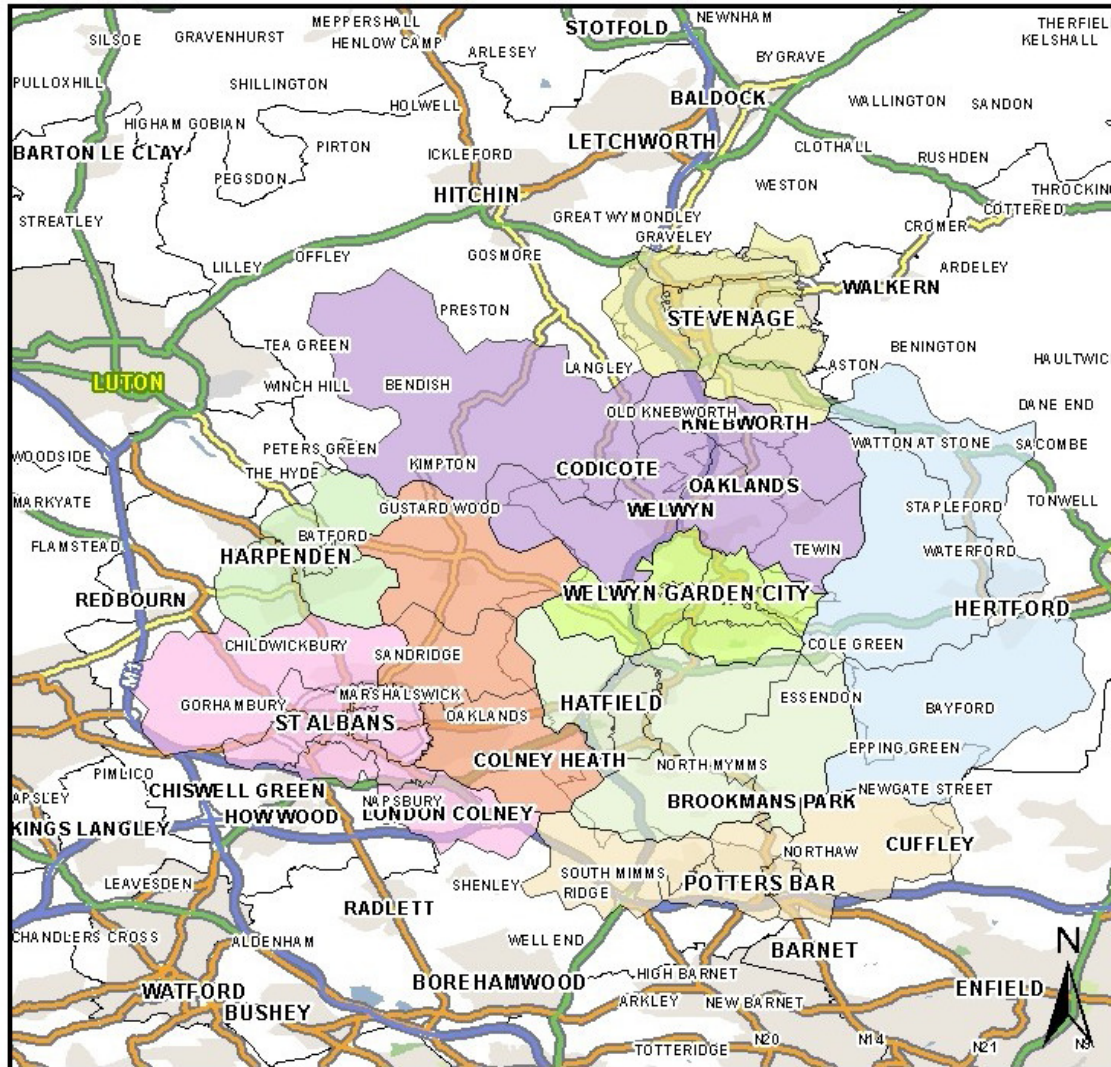 MEPPERSHALL
NEWNHAM
THERFIEL
SILSOE
GRAVENHURST
HENLOW CAMP
STOTFOLD
KELSHALL
ARLESEY
BYGRAVE
PULLOXHILL
SHILLINGTON
HOLWELL
BALDOCK
WALLINGTON
SANDON
HIGHAM GOBIAN
BARTON LE CLAY
PIRTON
ICKLEFORD
LETCHWORTH
CLOTHALL
RUSHDEN
PEGSDON
HITCHIN
WESTON
THROCKING
STREATLEY
GREAT WYMONDLEY
COTTERED
GRAVELEY
CROMER
LILLEY
OFFLEY
GOSMORE
ARDELEY
WALKERN
PRESTON
STEVENAGE
TEA GREEN
BENINGTON
LUTON
WINCH HILL
BENDISH
LANGLEY
ASTON
HAULTWIC
OLD KNEBWORTH
KNEBWORTH
DANE END
WOODSIDE
PETERS GREEN
WATTON AT STONE
SACOMBE
THE HYDE
KIMPTON
CODICOTE
OAKLANDS
MARKYATE
GUSTARD WOOD
WELWYN
STAPLEFORD
TONWELL
FLAMSTEAD
BATFORD
HARPENDEN
TEWIN
WATERFORD
REDBOURN
WELWYN GARDEN CITY
HERTFORD
CHILDWICKBURY
SANDRIDGE
COLE GREEN
M1
GORHAMBURY
MARSHALSWICK
ST ALBANS
OAKLANDS
HATFIELD
ESSENDON
BAYFORD
COLNEY HEATH
NORTH MYMMS
EPPING GREEN
PIMLICO
CHISWELL GREEN
NAPSBURY
BROOKMANS PARK
NEWGATE STREET
APSLEY
KINGS LANGLEY
HOW WOOD
LONDON COLNEY
NORTHAW
CUFFLEY
LEAVESDEN
SHENLEY
SOUTH MIMMS
RIDGE
POTTERS BAR
RADLETT
CHANDLERS CROSS
ALDENHAM
WELL END
BARNET
N
WATFORD
BUSHEY
BOREHAMWOOD
HIGH BARNET
ENFIELD
ARKLEY
NEW BARNET
TOTTERIDGE
N20
N14
N21
N9